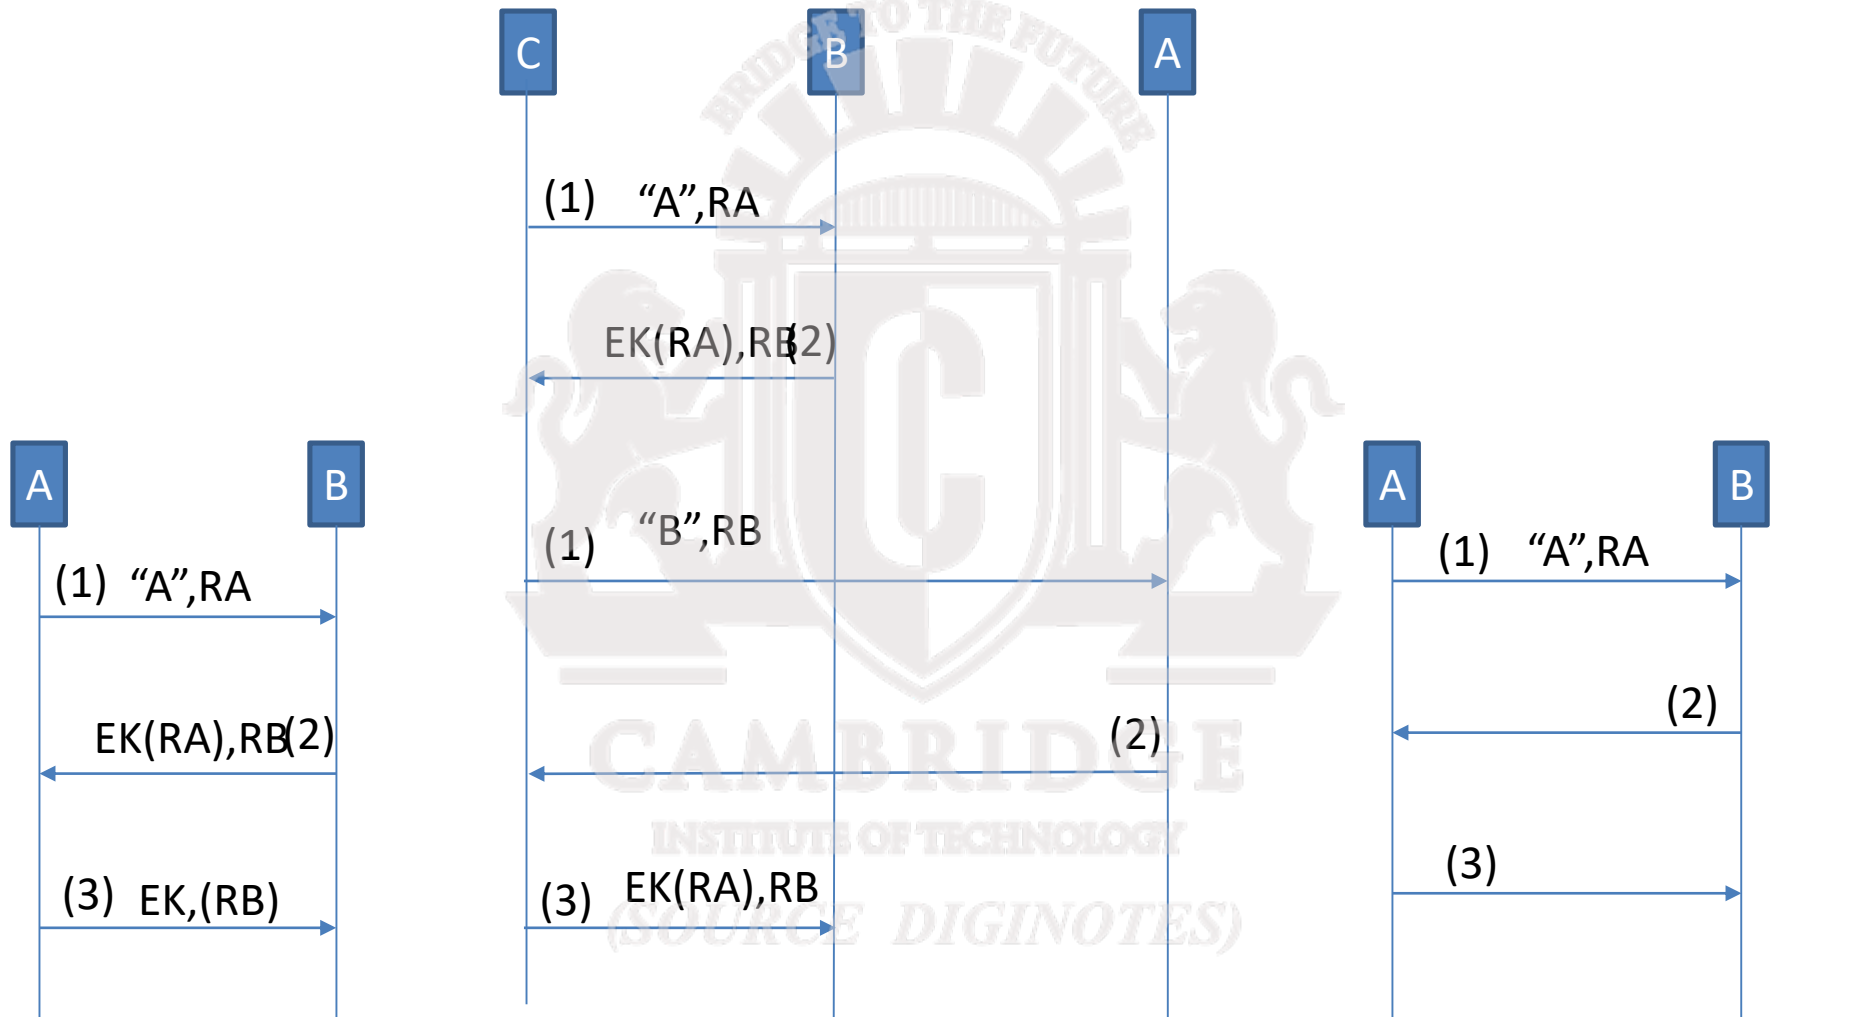 C
B
A
(1) “A”,RA
EK(RA),RB(2)
(1) “B”,RB
(2)
(3) EK(RA),RB
A
B
(1) “A”,RA
EK(RA),RB(2)
(3) EK,(RB)
A
B
(1) “A”,RA
(2)
(3)
BRIDGE TO THE FUTURE
C
CAMBRIDGE
INSTITUTE OF TECHNOLOGY
(SOURCE DIGINOTES)